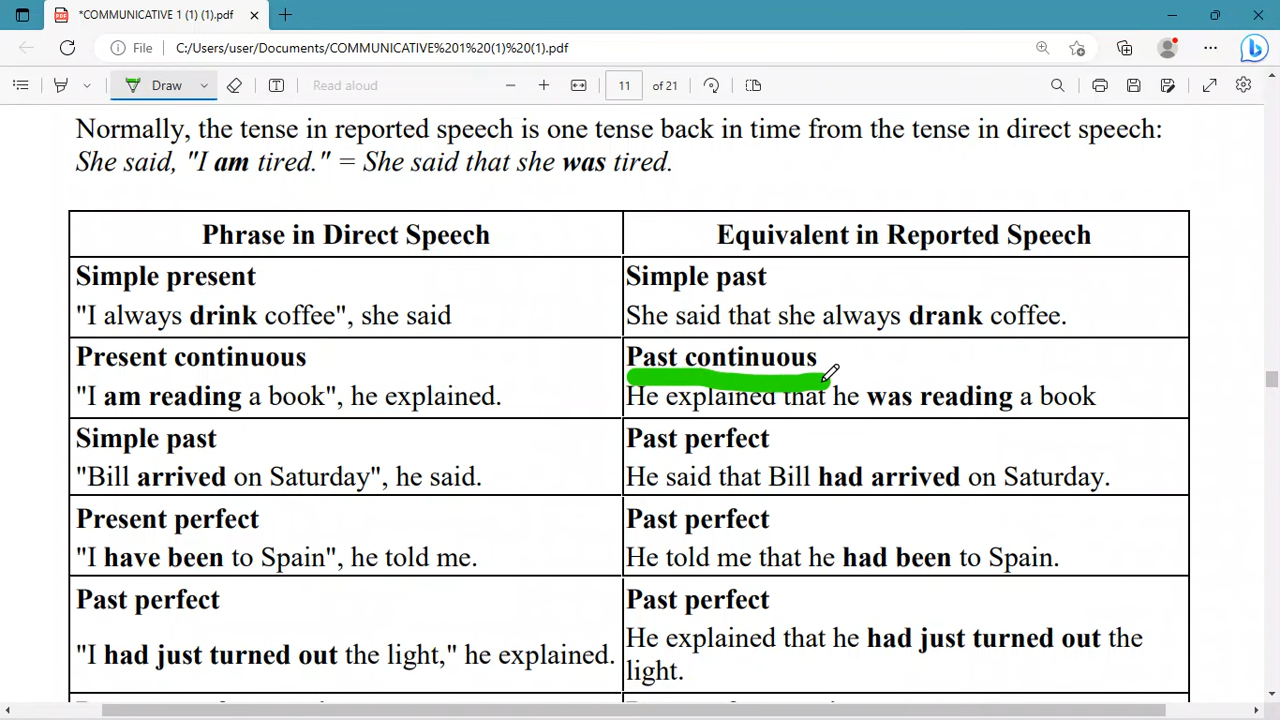 *COMMUNICATIVE 1 (1) (1).pdf
File C:/Users/user/Documents/COMMUNICATIVE%201%20(1)%20(1).pdf
Draw Read aloud 11 of 21
Normally, the tense in reported speech is one tense back in time from the tense in direct speech:
She said, "I am tired." = She said that she was tired.
Phrase in Direct Speech Equivalent in Reported Speech
Simple present Simple past
"I always drink coffee", she said She said that she always drank coffee.
Present continuous Past continuous
"I am reading a book", he explained. He explained that he was reading a book
Simple past Past perfect
"Bill arrived on Saturday", he said. He said that Bill had arrived on Saturday.
Present perfect Past perfect
"I have been to Spain", he told me. He told me that he had been to Spain.
Past perfect Past perfect
"I had just turned out the light," he explained. He explained that he had just turned out the
light.